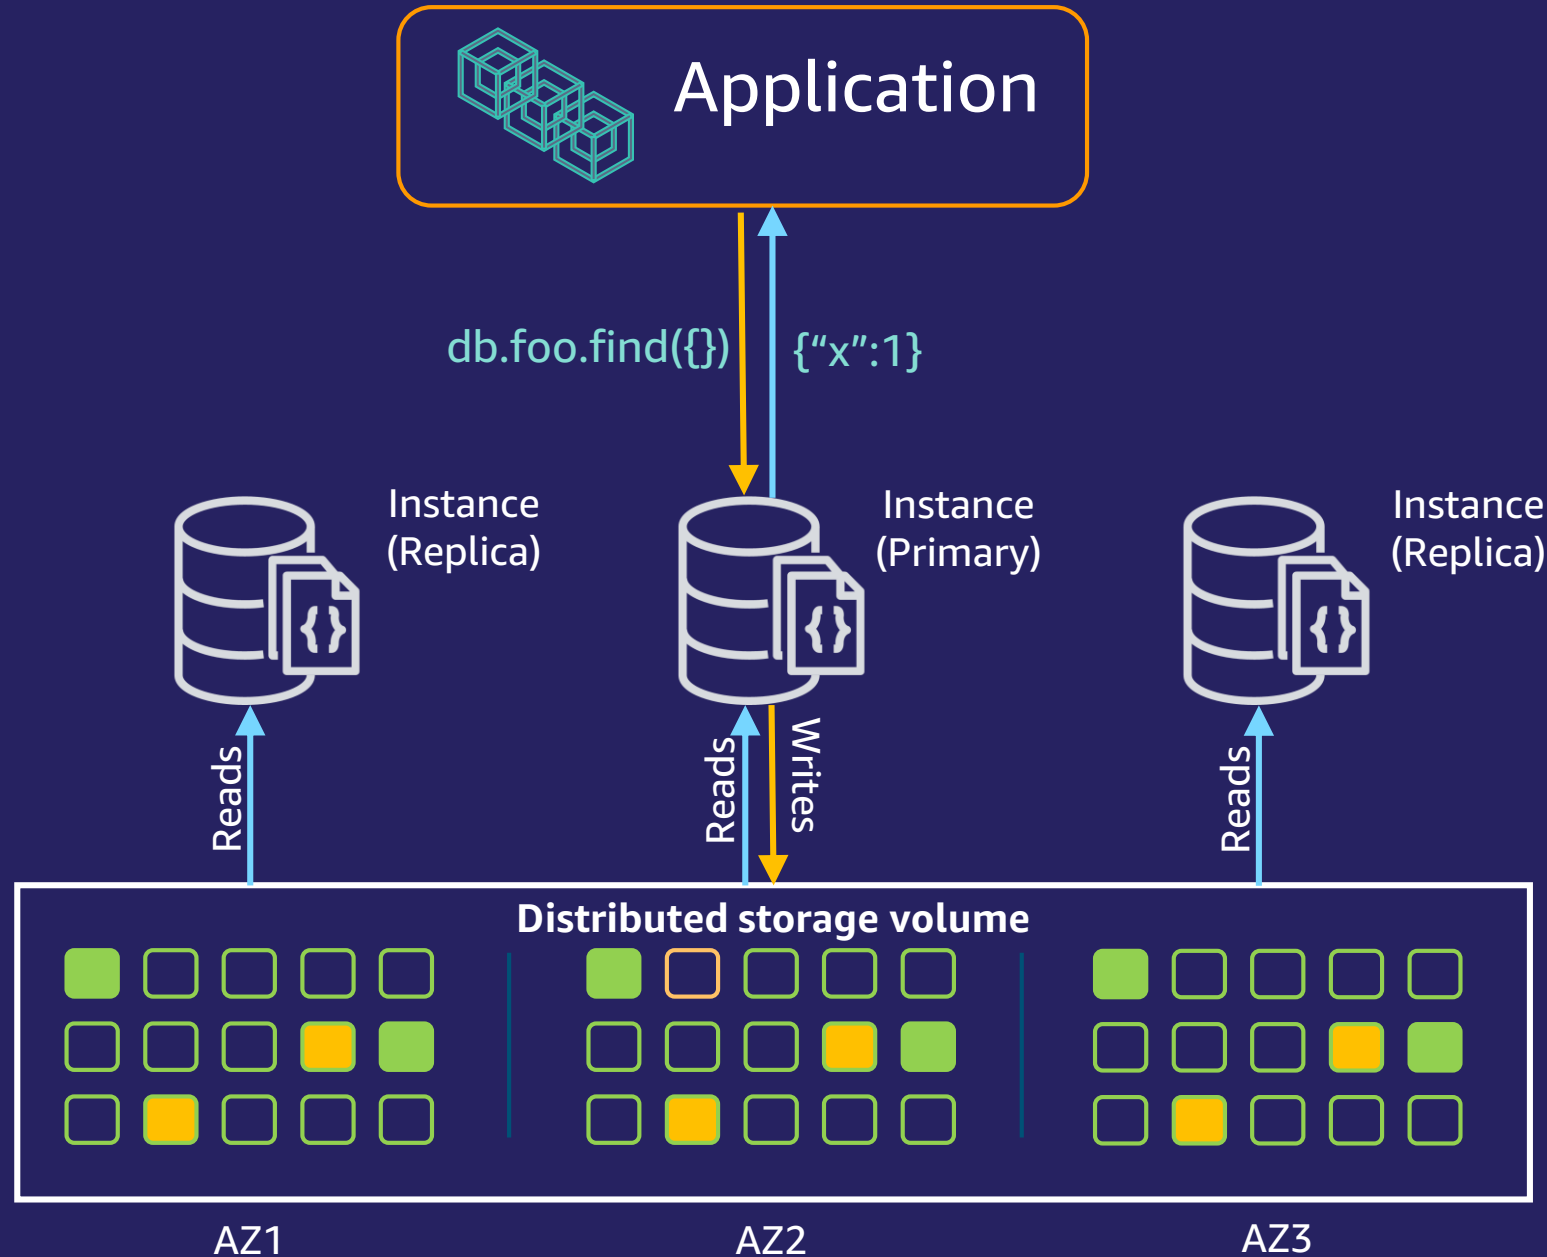 Application
db.foo.find({})
{“x”:1}
Instance
(Replica)
Instance
(Primary)
Instance
(Replica)
{}
{}
{}
Reads
Reads
Writes
Reads
Distributed storage volume
AZ1
AZ2
AZ3